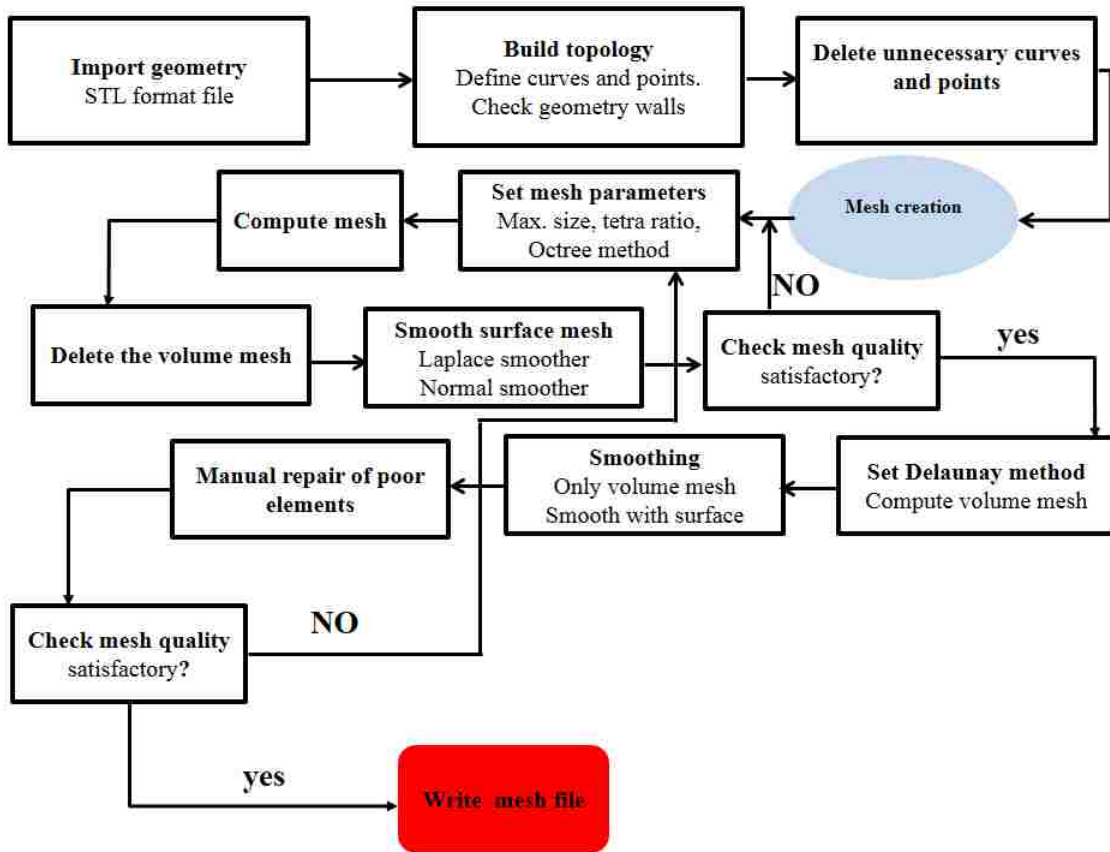 Import geometry
STL format file
Build topology
Define curves and points.
Check geometry walls
Delete unnecessary curves
and points
Mesh creation
Set mesh parameters
Max. size, tetra ratio,
Octree method
Compute mesh
Delete the volume mesh
Smooth surface mesh
Laplace smoother
Normal smoother
Check mesh quality
satisfactory?
NO
yes
Set Delaunay method
Compute volume mesh
Smoothing
Only volume mesh
Smooth with surface
Manual repair of poor
elements
Check mesh quality
satisfactory?
NO
yes
Write mesh file